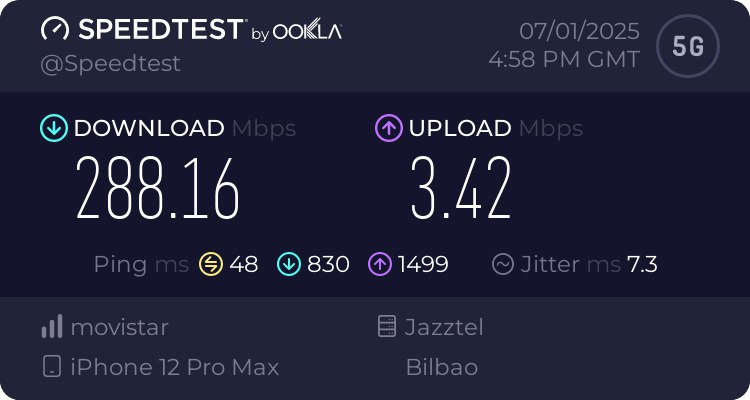 SPEEDTEST by OOKLA
@Speedtest
07/01/2025
4:58 PM GMT
5G
DOWNLOAD Mbps
288.16
UPLOAD Mbps
3.42
Ping ms 48 830 1499 Jitter ms 7.3
movistar
Jazztel
iPhone 12 Pro Max
Bilbao